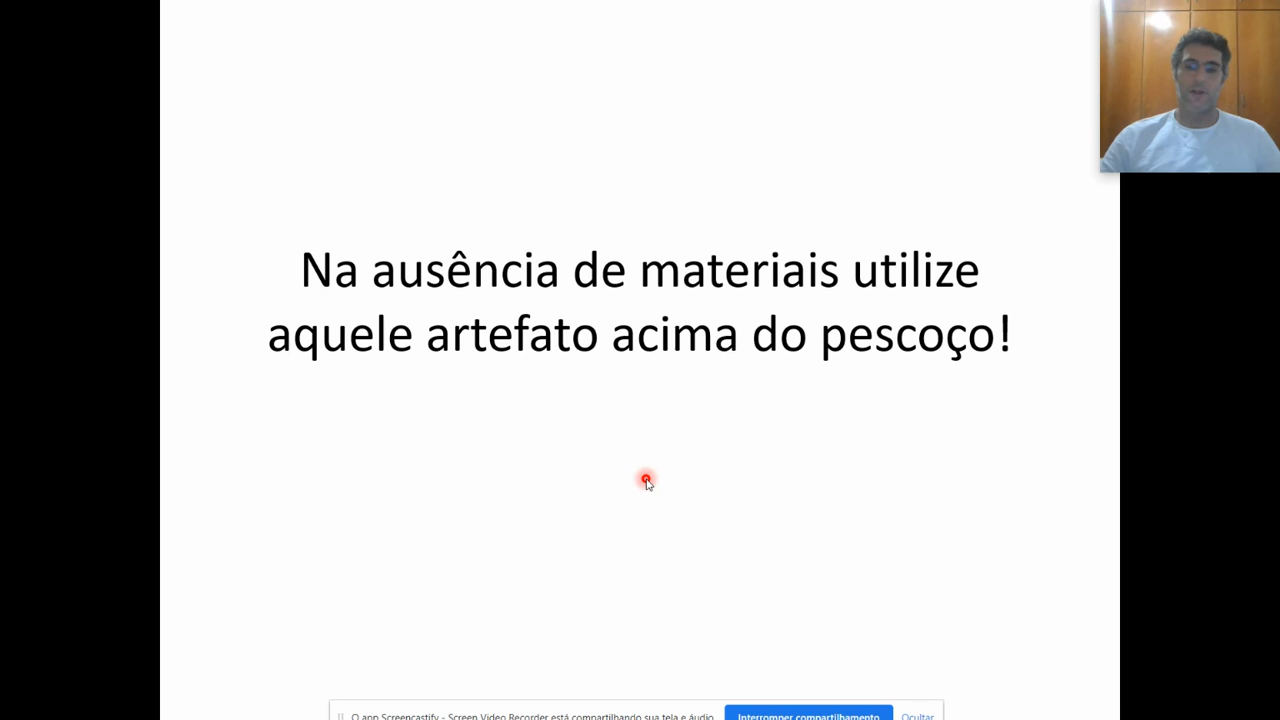 Na ausência de materiais utilize
aquele artefato acima do pescoço!
O app Screencastify - Screen Video Recorder está compartilhando sua tela e áudio. Interromper compartilhamento Ocultar